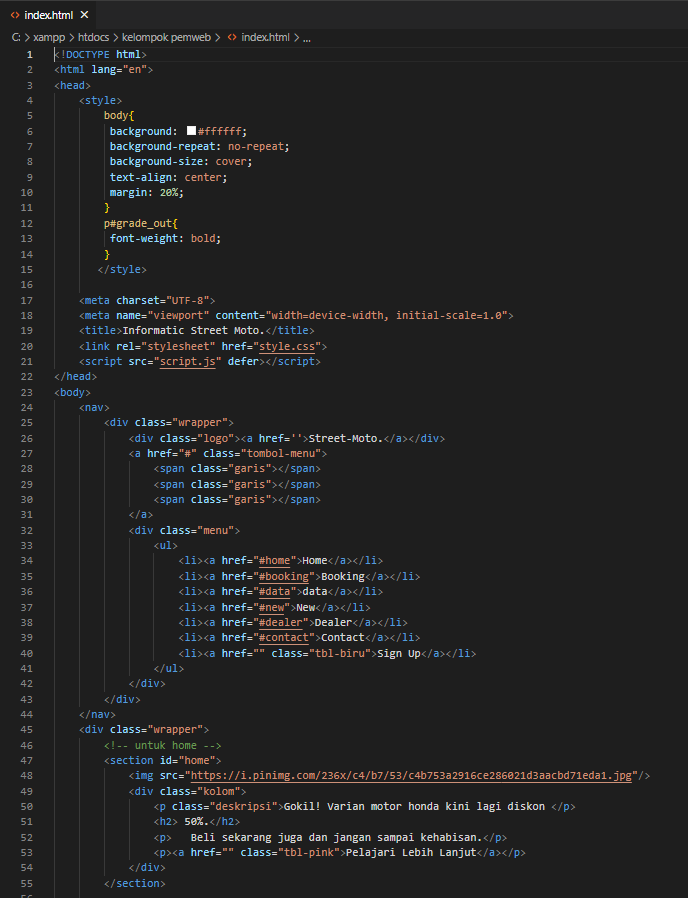 index.html ×
C: > xampp > htdocs > kelompok pemweb > <> index.html > ...
1 <!DOCTYPE html>
2 <html lang="en">
3 <head>
4     <style>
5         body{
6          background: #ffffff;
7          background-repeat: no-repeat;
8          background-size: cover;
9          text-align: center;
10          margin: 20%;
11         }
12         p#grade_out{
13          font-weight: bold;
14         }
15        </style>
16
17     <meta charset="UTF-8">
18     <meta name="viewport" content="width=device-width, initial-scale=1.0">
19     <title>Informatic Street Moto.</title>
20     <link rel="stylesheet" href="style.css">
21     <script src="script.js" defer></script>
22 </head>
23 <body>
24     <nav>
25         <div class="wrapper">
26             <div class="logo"><a href=''>Street-Moto.</a></div>
27             <a href="#" class="tombol-menu">
28                 <span class="garis"></span>
29                 <span class="garis"></span>
30                 <span class="garis"></span>
31             </a>
32             <div class="menu">
33                 <ul>
34                     <li><a href="#home">Home</a></li>
35                     <li><a href="#booking">Booking</a></li>
36                     <li><a href="#data">data</a></li>
37                     <li><a href="#new">New</a></li>
38                     <li><a href="#dealer">Dealer</a></li>
39                     <li><a href="#contact">Contact</a></li>
40                     <li><a href="" class="tbl-biru">Sign Up</a></li>
41                 </ul>
42             </div>
43         </div>
44     </nav>
45     <div class="wrapper">
46         <!-- untuk home -->
47         <section id="home">
48             <img src="https://i.pinimg.com/236x/c4/b7/53/c4b753a2916ce286021d3aacbd71eda1.jpg"/>
49             <div class="kolom">
50                 <p class="deskripsi">Gokil! Varian motor honda kini lagi diskon </p>
51                 <h2> 50%.</h2>
52                 <p>   Beli sekarang juga dan jangan sampai kehabisan.</p>
53                 <p><a href="" class="tbl-pink">Pelajari Lebih Lanjut</a></p>
54             </div>
55         </section>